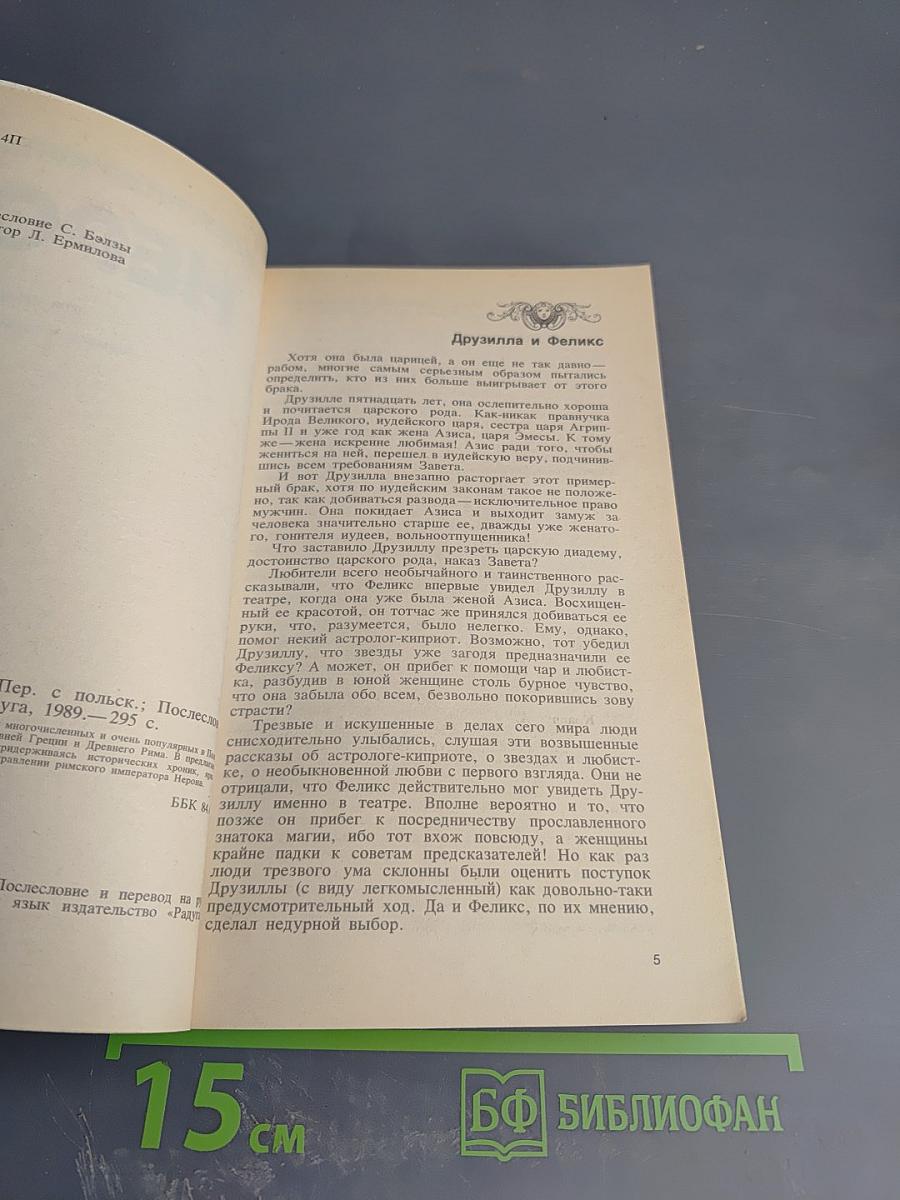 4П
словие С. Бэлзы
тор Л. Ермилова
Пер. с польск.; Послеслов
уга, 1989.—295 с.
многочисленных и очень популярных в
вней Греции и Древнего Рима. В
ридерживаясь исторических хроник,
правлении римского императора Нерона.
ББК 84
Послесловие и перевод на
язык издательство «Радуг
Друзилла и Феликс
Хотя она была царицей, а он еще не так давно—
рабом, многие самым серьезным образом пытались
определить, кто из них больше выигрывает от этого
брака.
Друзилле пятнадцать лет, она ослепительно хороша
и почитается царского рода. Как-никак правнучка
Ирода Великого, иудейского царя, сестра царя Агрип-
пы II и уже год как жена Азиса, царя Эмесы. К тому
же—жена искренне любимая! Азис ради того, чтобы
жениться на ней, перешел в иудейскую веру, подчинив-
шись всем требованиям Завета.
И вот Друзилла внезапно расторгает этот пример-
ный брак, хотя по иудейским законам такое не положе-
но, так как добиваться развода—исключительное право
мужчин. Она покидает Азиса и выходит замуж за
человека значительно старше ее, дважды уже женато-
го, гонителя иудеев, вольноотпущенника!
Что заставило Друзиллу презреть царскую диадему,
достоинство царского рода, наказ Завета?
Любители всего необычайного и таинственного рас-
сказывали, что Феликс впервые увидел Друзиллу в
театре, когда она уже была женой Азиса. Восхищен-
ный ее красотой, он тотчас же принялся добиваться ее
руки, что, разумеется, было нелегко. Ему, однако,
помог некий астролог-киприот. Возможно, тот убедил
Друзиллу, что звезды уже загодя предназначили ее
Феликсу? А может, он прибег к помощи чар и любист-
ка, разбудив в юной женщине столь бурное чувство,
что она забыла обо всем, безвольно покорившись зову
страсти?
Трезвые и искушенные в делах сего мира люди
снисходительно улыбались, слушая эти возвышенные
рассказы об астрологе-киприоте, о звездах и любист-
ке, о необыкновенной любви с первого взгляда. Они не
отрицали, что Феликс действительно мог увидеть Дру-
зиллу именно в театре. Вполне вероятно и то, что
позже он прибег к посредничеству прославленного
знатока магии, ибо тот вхож повсюду, а женщины
крайне падки к советам предсказателей! Но как раз
люди трезвого ума склонны были оценить поступок
Друзиллы (с виду легкомысленный) как довольно-таки
предусмотрительный ход. Да и Феликс, по их мнению,
сделал недурной выбор.
5
15 см
БФ БИБЛИОФАН